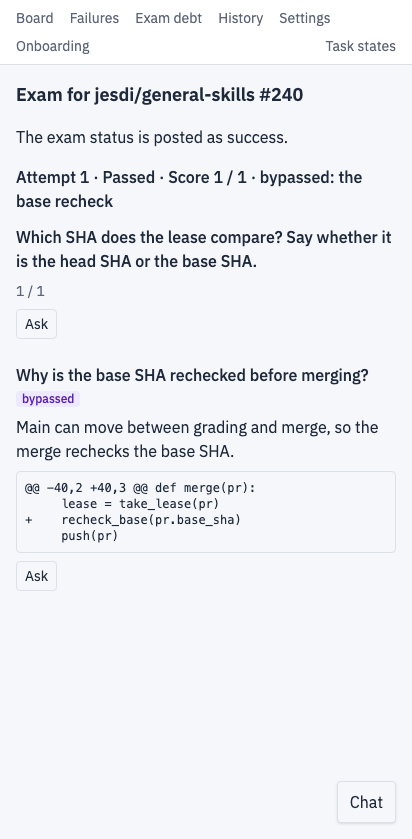 Board Failures Exam debt History Settings
Onboarding Task states
Exam for jesdi/general-skills #240
The exam status is posted as success.
Attempt 1 · Passed · Score 1 / 1 · bypassed: the
base recheck
Which SHA does the lease compare? Say whether it
is the head SHA or the base SHA.
1 / 1
Ask
Why is the base SHA rechecked before merging?
bypassed
Main can move between grading and merge, so the
merge rechecks the base SHA.
@@ −40,2 +40,3 @@ def merge(pr):
     lease = take_lease(pr)
+    recheck_base(pr.base_sha)
     push(pr)
Ask
Chat